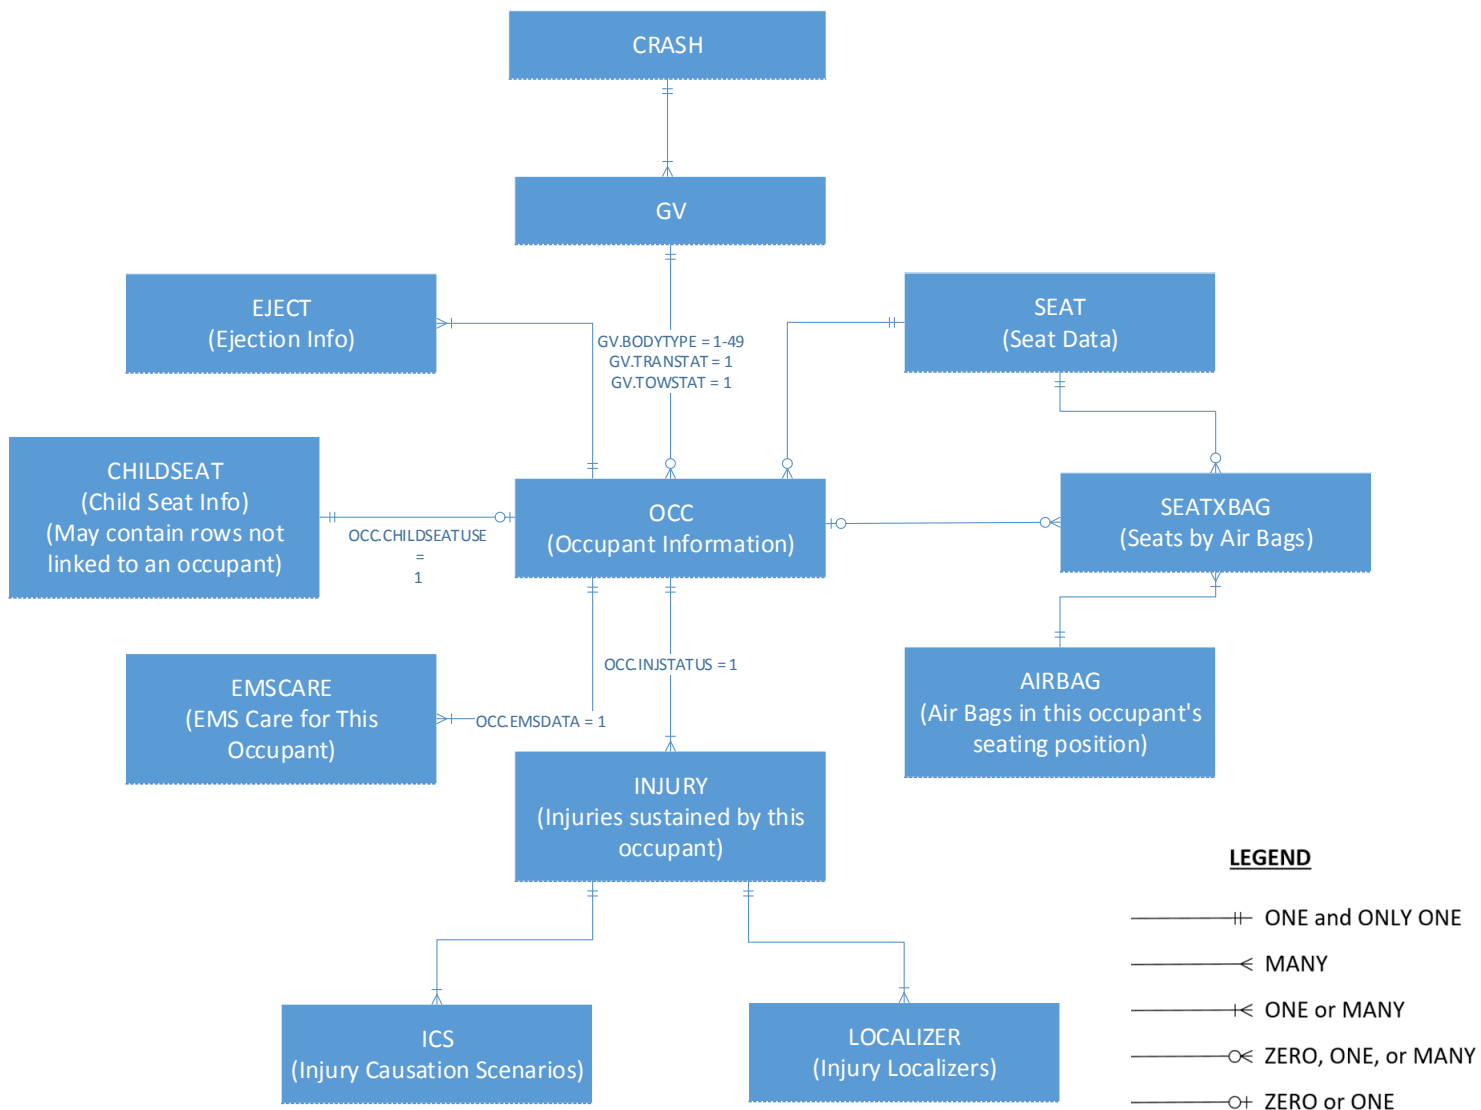 CRASH
GV
EJECT
(Ejection Info)
SEAT
(Seat Data)
GV.BODYTYPE = 1-49
GV.TRANSTAT = 1
GV.TOWSTAT = 1
CHILDSEAT
(Child Seat Info)
(May contain rows not
linked to an occupant)
OCC.CHILDSEATUSE
=
1
OCC
(Occupant Information)
SEATXBAG
(Seats by Air Bags)
EMSCARE
(EMS Care for This
Occupant)
OCC.EMSDATA = 1
OCC.INJSTATUS = 1
AIRBAG
(Air Bags in this occupant's
seating position)
INJURY
(Injuries sustained by this
occupant)
ICS
(Injury Causation Scenarios)
LOCALIZER
(Injury Localizers)
LEGEND
ONE and ONLY ONE
MANY
ONE or MANY
ZERO, ONE, or MANY
ZERO or ONE